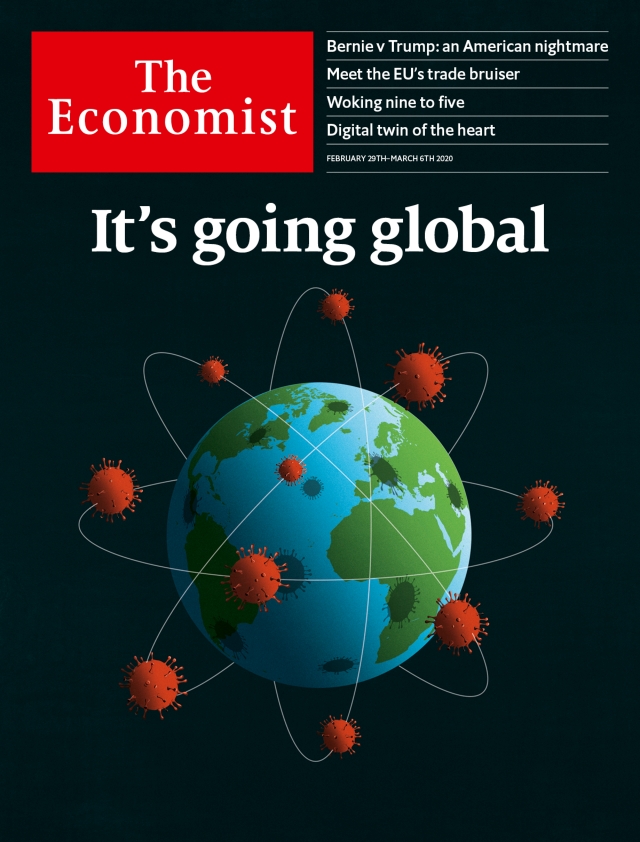 The
Economist
Bernie v Trump: an American nightmare
Meet the EU's trade bruiser
Woking nine to five
Digital twin of the heart
FEBRUARY 29TH–MARCH 6TH 2020
It's going global